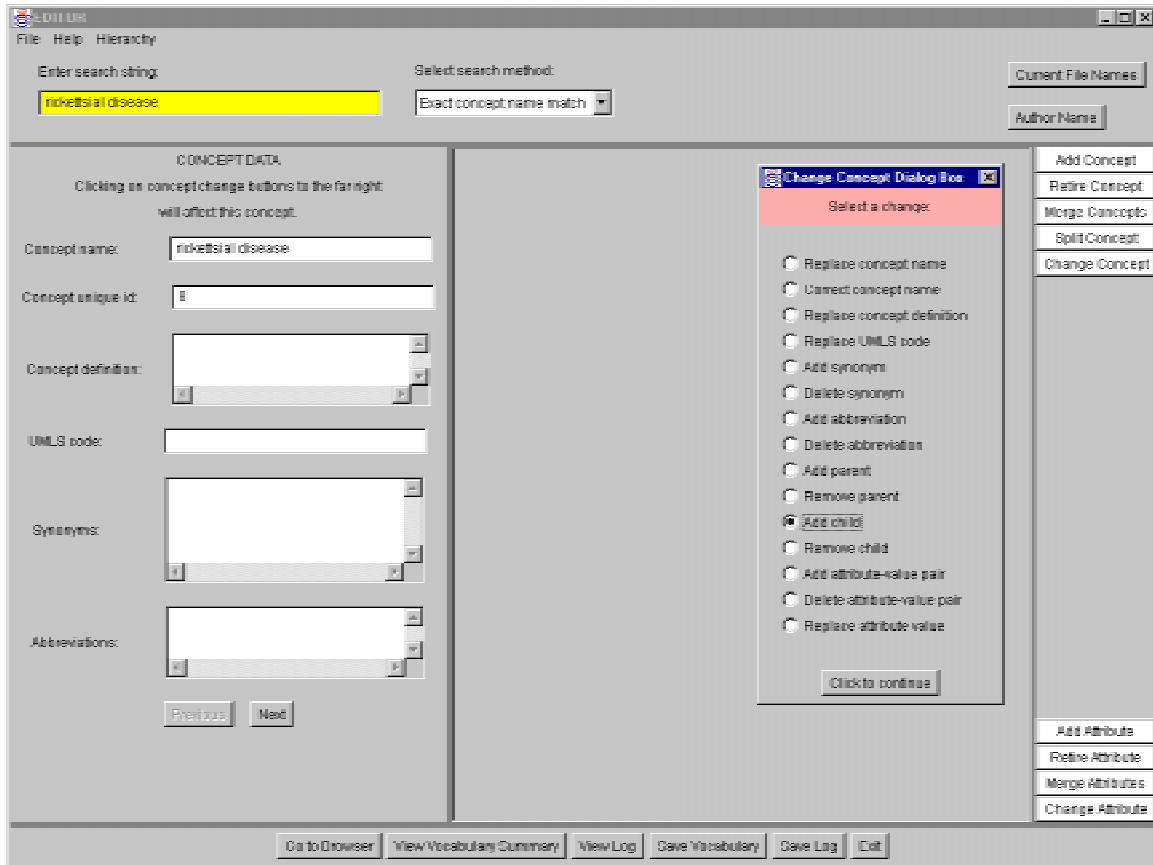 EDITOR
File Help Hierarchy
Enter search string:
Select search method:
rickettsial disease
Exact concept name match
Current File Names
Author Name
CONCEPT DATA
Clicking on concept change buttons to the far right
will affect this concept.
Concept name:
rickettsial disease
Concept unique id:
8
Concept definition:
UMLS code:
Synonyms:
Abbreviations:
Previous
Next
Change Concept Dialog Box
Select a change:
Replace concept name
Correct concept name
Replace concept definition
Replace UMLS code
Add synonym
Delete synonym
Add abbreviation
Delete abbreviation
Add parent
Remove parent
Add child
Remove child
Add attribute-value pair
Delete attribute-value pair
Replace attribute value
Click to continue
Add Concept
Retire Concept
Merge Concepts
Split Concept
Change Concept
Add Attribute
Retire Attribute
Merge Attributes
Change Attribute
Go to Browser
View Vocabulary Summary
View Log
Save Vocabulary
Save Log
Exit